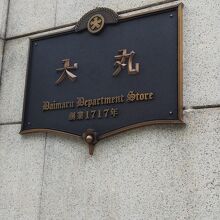 大丸
Daimaru Department Store
創業1717年